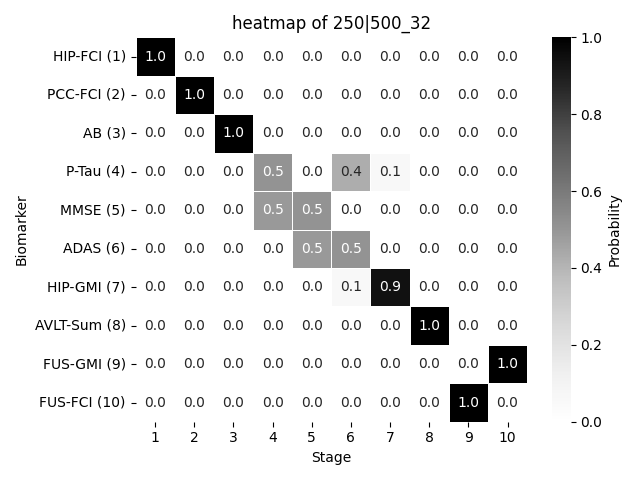 heatmap of 250|500_32
HIP-FCI (1) 1.0 0.0 0.0 0.0 0.0 0.0 0.0 0.0 0.0 0.0
PCC-FCI (2) 0.0 1.0 0.0 0.0 0.0 0.0 0.0 0.0 0.0 0.0
AB (3) 0.0 0.0 1.0 0.0 0.0 0.0 0.0 0.0 0.0 0.0
P-Tau (4) 0.0 0.0 0.0 0.5 0.0 0.4 0.1 0.0 0.0 0.0
MMSE (5) 0.0 0.0 0.0 0.5 0.5 0.0 0.0 0.0 0.0 0.0
ADAS (6) 0.0 0.0 0.0 0.0 0.5 0.5 0.0 0.0 0.0 0.0
HIP-GMI (7) 0.0 0.0 0.0 0.0 0.0 0.1 0.9 0.0 0.0 0.0
AVLT-Sum (8) 0.0 0.0 0.0 0.0 0.0 0.0 0.0 1.0 0.0 0.0
FUS-GMI (9) 0.0 0.0 0.0 0.0 0.0 0.0 0.0 0.0 0.0 1.0
FUS-FCI (10) 0.0 0.0 0.0 0.0 0.0 0.0 0.0 0.0 1.0 0.0
1 2 3 4 5 6 7 8 9 10
Stage
Biomarker
1.0
0.8
0.6
0.4
0.2
0.0
Probability